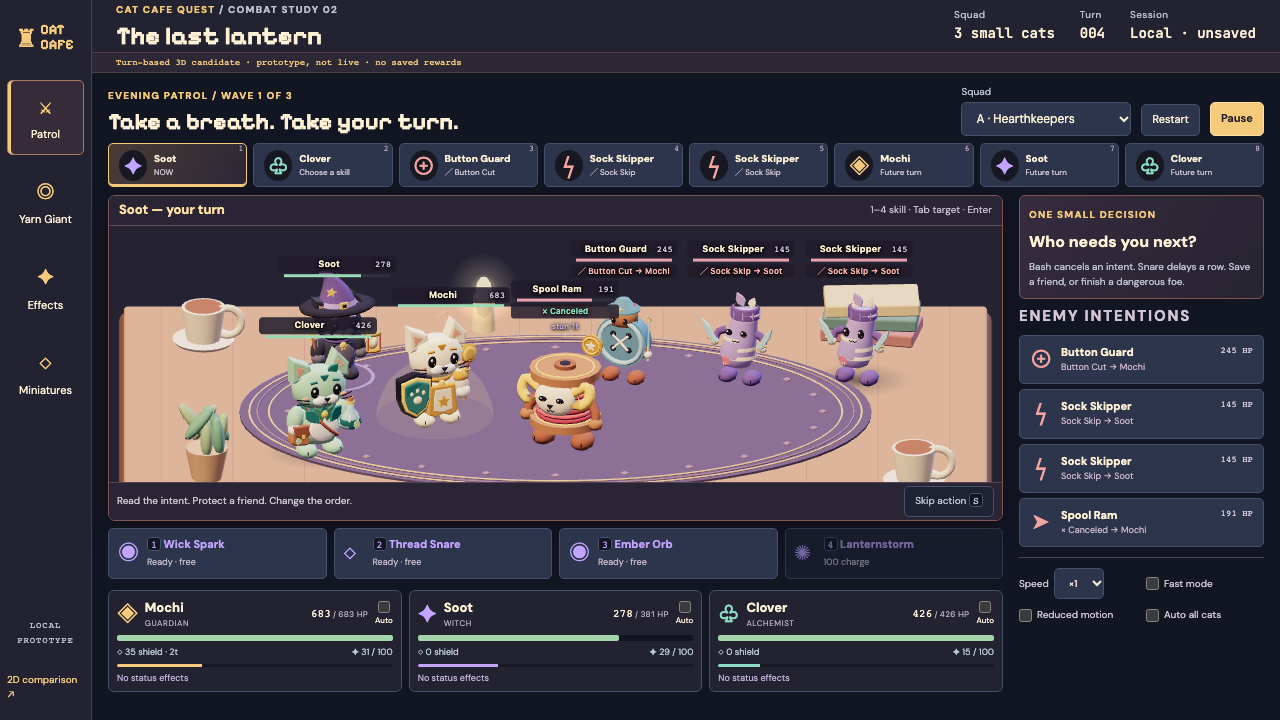 OAT
CAFE
CAT CAFE QUEST / COMBAT STUDY 02
The last lantern
Squad
3 small cats
Turn
004
Session
Local · unsaved
Turn-based 3D candidate · prototype, not live · no saved rewards
Patrol
Yarn Giant
Effects
Miniatures
LOCAL
PROTOTYPE
2D comparison
↗
EVENING PATROL / WAVE 1 OF 3
Take a breath. Take your turn.
Squad
A · Hearthkeepers
Restart
Pause
Soot
NOW
1
Clover
Choose a skill
2
Button Guard
⟋ Button Cut
3
Sock Skipper
⟋ Sock Skip
4
Sock Skipper
⟋ Sock Skip
5
Mochi
Future turn
6
Soot
Future turn
7
Clover
Future turn
8
Soot — your turn
1–4 skill · Tab target · Enter
Button Guard 245
⟋ Button Cut → Mochi
Sock Skipper 145
⟋ Sock Skip → Soot
Sock Skipper 145
⟋ Sock Skip → Soot
Soot 278
Mochi 683
Spool Ram 191
× Canceled
stun 1t
Clover 426
Read the intent. Protect a friend. Change the order.
Skip action S
1 Wick Spark
Ready · free
2 Thread Snare
Ready · free
3 Ember Orb
Ready · free
4 Lanternstorm
100 charge
Mochi
GUARDIAN
683 / 683 HP
Auto
◇ 35 shield · 2t
✦ 31 / 100
No status effects
Soot
WITCH
278 / 381 HP
Auto
◇ 0 shield
✦ 29 / 100
No status effects
Clover
ALCHEMIST
426 / 426 HP
Auto
◇ 0 shield
✦ 15 / 100
No status effects
ONE SMALL DECISION
Who needs you next?
Bash cancels an intent. Snare delays a row. Save
a friend, or finish a dangerous foe.
ENEMY INTENTIONS
Button Guard
Button Cut → Mochi
245 HP
Sock Skipper
Sock Skip → Soot
145 HP
Sock Skipper
Sock Skip → Soot
145 HP
Spool Ram
× Canceled → Mochi
191 HP
Speed
×1
Fast mode
Reduced motion
Auto all cats